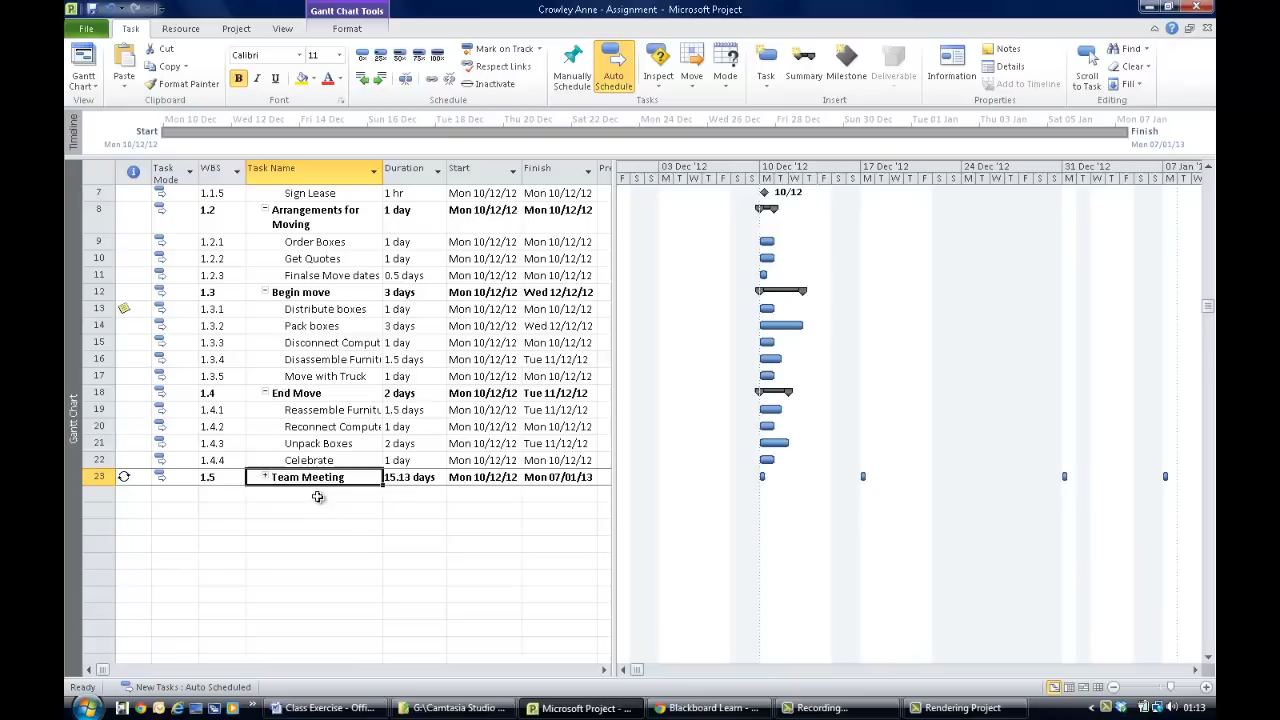 Gantt Chart Tools
Crowley Anne - Assignment - Microsoft Project
File Task Resource Project View Format
Gantt Chart
View
Paste
Cut
Copy
Format Painter
Clipboard
Calibri 11
B I U A
Font
0% 25% 50% 75% 100%
Mark on Track
Respect Links
Inactivate
Schedule
Manually Schedule
Auto Schedule
Inspect
Move
Mode
Tasks
Task
Summary
Milestone
Deliverable
Insert
Information
Notes
Details
Add to Timeline
Properties
Scroll to Task
Find
Clear
Fill
Editing
Timeline
Mon 10 Dec Wed 12 Dec Fri 14 Dec Sun 16 Dec Tue 18 Dec Thu 20 Dec Sat 22 Dec Mon 24 Dec Wed 26 Dec Fri 28 Dec Sun 30 Dec Tue 01 Jan Thu 03 Jan Sat 05 Jan Mon 07 Jan
Start
Mon 10/12/12
Finish
Mon 07/01/13
Task Mode WBS Task Name Duration Start Finish Pre
03 Dec '12 10 Dec '12 17 Dec '12 24 Dec '12 31 Dec '12 07 Jan '1
F S S M T W T F S S M T W T F S S M T W T F S S M T W T F S S M T W T F S S M T W
7 1.1.5 Sign Lease 1 hr Mon 10/12/12 Mon 10/12/12 10/12
8 1.2 Arrangements for Moving 1 day Mon 10/12/12 Mon 10/12/12
9 1.2.1 Order Boxes 1 day Mon 10/12/12 Mon 10/12/12
10 1.2.2 Get Quotes 1 day Mon 10/12/12 Mon 10/12/12
11 1.2.3 Finalse Move dates 0.5 days Mon 10/12/12 Mon 10/12/12
12 1.3 Begin move 3 days Mon 10/12/12 Wed 12/12/12
13 1.3.1 Distribute boxes 1 day Mon 10/12/12 Mon 10/12/12
14 1.3.2 Pack boxes 3 days Mon 10/12/12 Wed 12/12/12
15 1.3.3 Disconnect Comput 1 day Mon 10/12/12 Mon 10/12/12
16 1.3.4 Disassemble Furnitu 1.5 days Mon 10/12/12 Tue 11/12/12
17 1.3.5 Move with Truck 1 day Mon 10/12/12 Mon 10/12/12
18 1.4 End Move 2 days Mon 10/12/12 Tue 11/12/12
19 1.4.1 Reassemble Furnitu 1.5 days Mon 10/12/12 Tue 11/12/12
20 1.4.2 Reconnect Compute 1 day Mon 10/12/12 Mon 10/12/12
21 1.4.3 Unpack Boxes 2 days Mon 10/12/12 Tue 11/12/12
22 1.4.4 Celebrate 1 day Mon 10/12/12 Mon 10/12/12
23 1.5 Team Meeting 15.13 days Mon 10/12/12 Mon 07/01/13
Gantt Chart
Ready New Tasks : Auto Scheduled
Class Exercise - Offi... G:\Camtasia Studio ... Microsoft Project - ... Blackboard Learn - ... Recording... Rendering Project 01:13